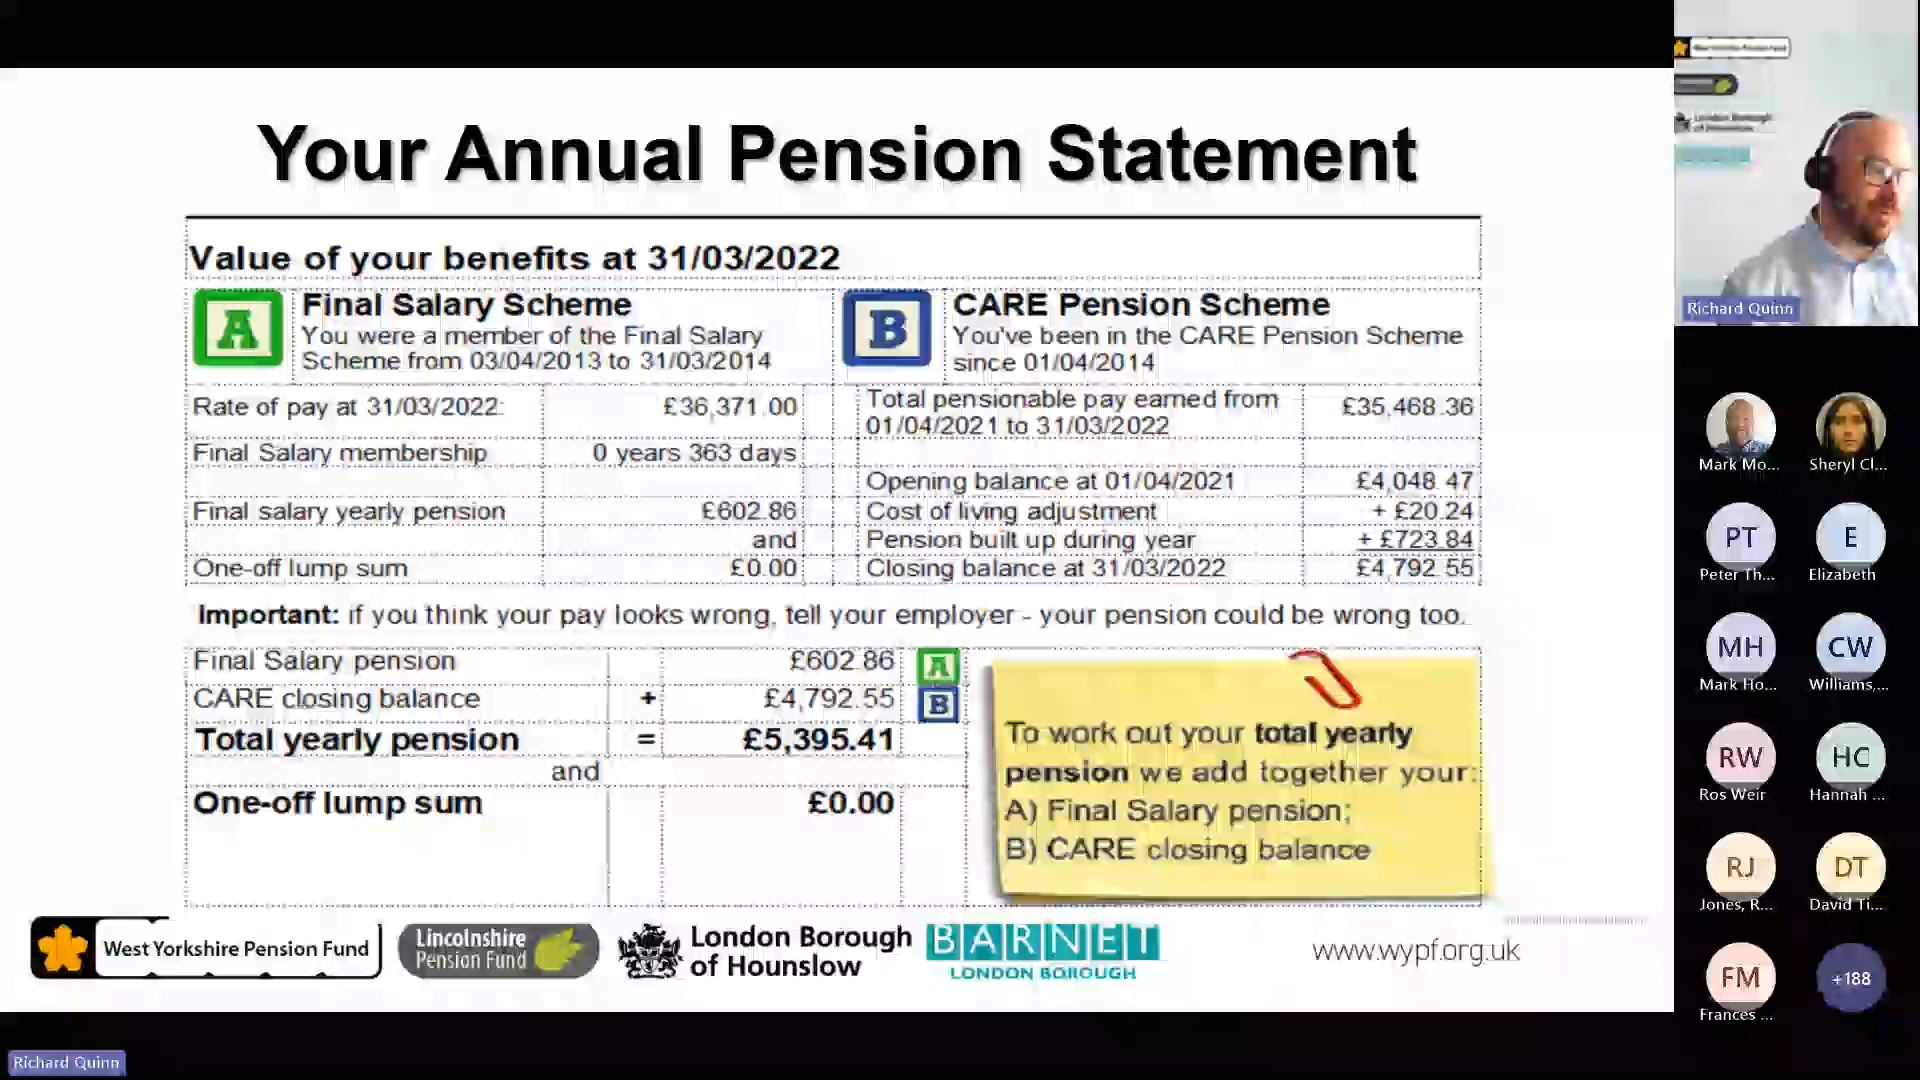 Your Annual Pension Statement
Value of your benefits at 31/03/2022
A
Final Salary Scheme
You were a member of the Final Salary
Scheme from 03/04/2013 to 31/03/2014
Rate of pay at 31/03/2022: £36,371.00
Final Salary membership 0 years 363 days
Final salary yearly pension £602.86
and
One-off lump sum £0.00
B
CARE Pension Scheme
You've been in the CARE Pension Scheme
since 01/04/2014
Total pensionable pay earned from
01/04/2021 to 31/03/2022 £35,468.36
Opening balance at 01/04/2021 £4,048.47
Cost of living adjustment + £20.24
Pension built up during year + £723.84
Closing balance at 31/03/2022 £4,792.55
Important: if you think your pay looks wrong, tell your employer - your pension could be wrong too.
Final Salary pension £602.86 A
CARE closing balance + £4,792.55 B
Total yearly pension = £5,395.41
and
One-off lump sum £0.00
To work out your total yearly
pension we add together your:
A) Final Salary pension;
B) CARE closing balance
West Yorkshire Pension Fund
Lincolnshire
Pension Fund
London Borough
of Hounslow
BARNET
LONDON BOROUGH
www.wypf.org.uk
Richard Quinn
London Borough
of Hounslow
Richard Quinn
Mark Mo...
Sheryl Cl...
PT
Peter Th...
E
Elizabeth
MH
Mark Ho...
CW
Williams,...
RW
Ros Weir
HC
Hannah ...
RJ
Jones, R...
DT
David Ti...
FM
Frances ...
+188